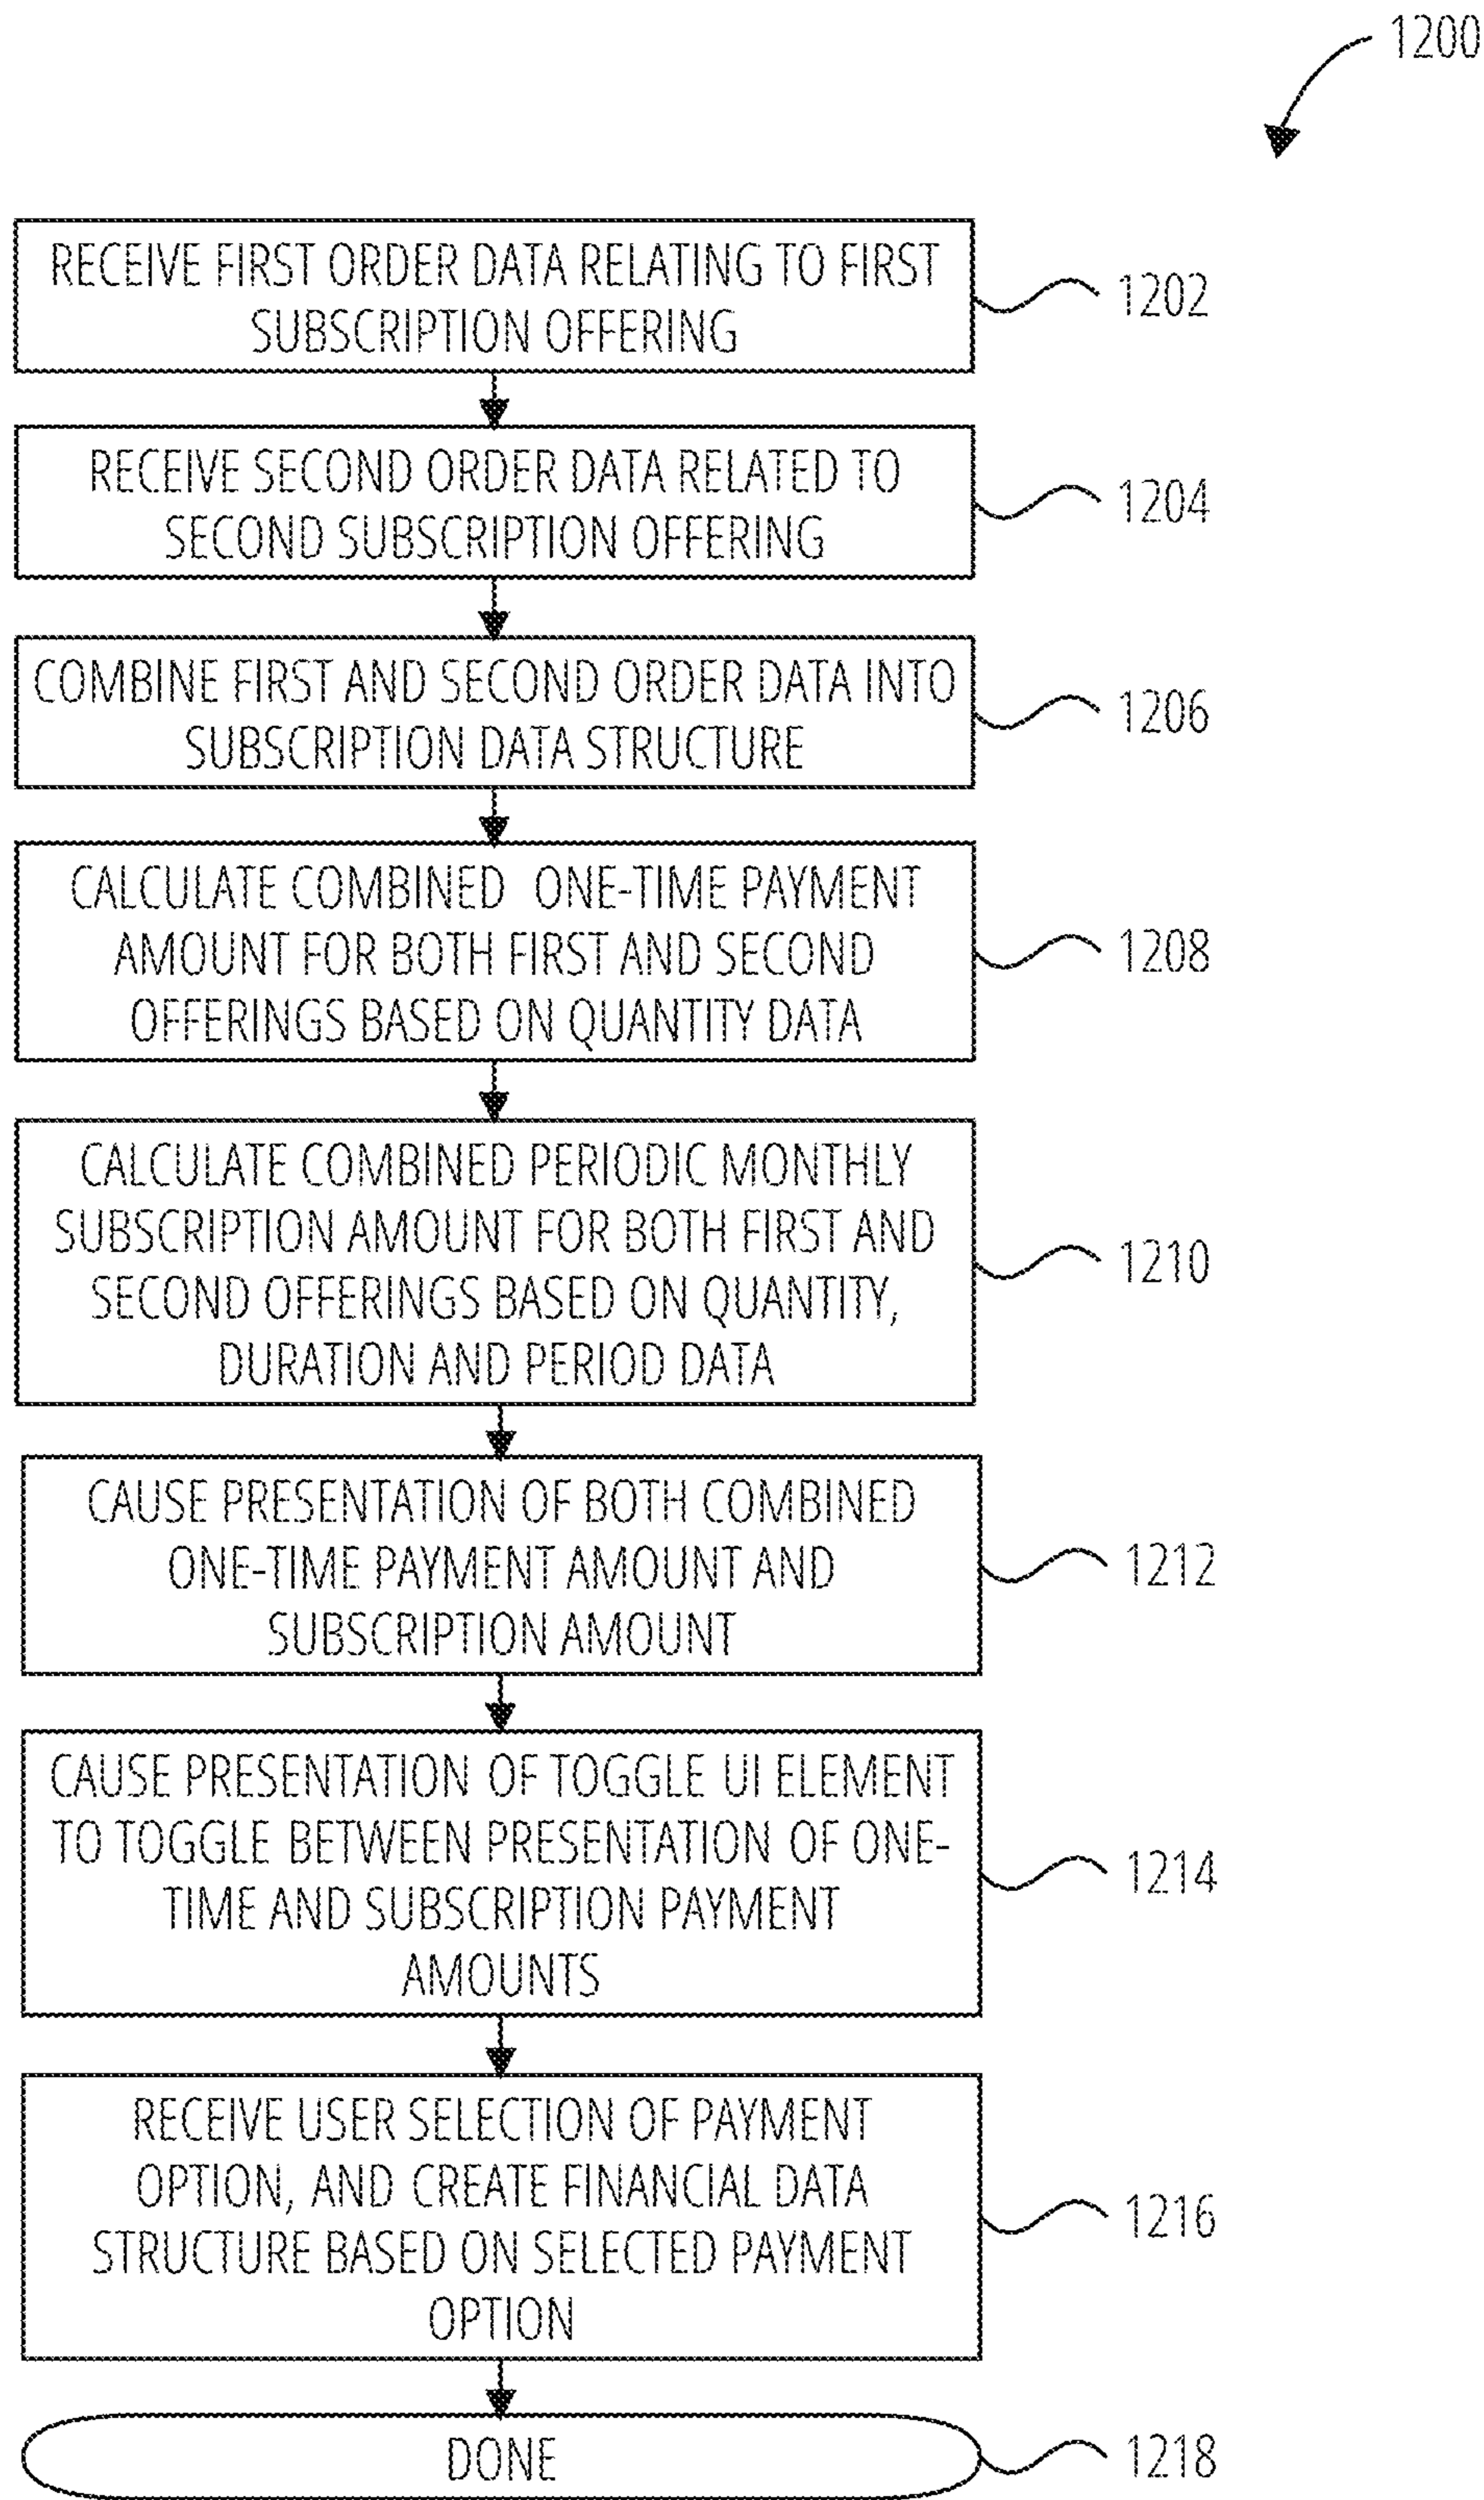 1200
RECEIVE FIRST ORDER DATA RELATING TO FIRST
SUBSCRIPTION OFFERING
1202
RECEIVE SECOND ORDER DATA RELATED TO
SECOND SUBSCRIPTION OFFERING
1204
COMBINE FIRST AND SECOND ORDER DATA INTO
SUBSCRIPTION DATA STRUCTURE
1206
CALCULATE COMBINED ONE-TIME PAYMENT
AMOUNT FOR BOTH FIRST AND SECOND
OFFERINGS BASED ON QUANTITY DATA
1208
CALCULATE COMBINED PERIODIC MONTHLY
SUBSCRIPTION AMOUNT FOR BOTH FIRST AND
SECOND OFFERINGS BASED ON QUANTITY,
DURATION AND PERIOD DATA
1210
CAUSE PRESENTATION OF BOTH COMBINED
ONE-TIME PAYMENT AMOUNT AND
SUBSCRIPTION AMOUNT
1212
CAUSE PRESENTATION OF TOGGLE UI ELEMENT
TO TOGGLE BETWEEN PRESENTATION OF ONE-
TIME AND SUBSCRIPTION PAYMENT
AMOUNTS
1214
RECEIVE USER SELECTION OF PAYMENT
OPTION, AND CREATE FINANCIAL DATA
STRUCTURE BASED ON SELECTED PAYMENT
OPTION
1216
DONE
1218